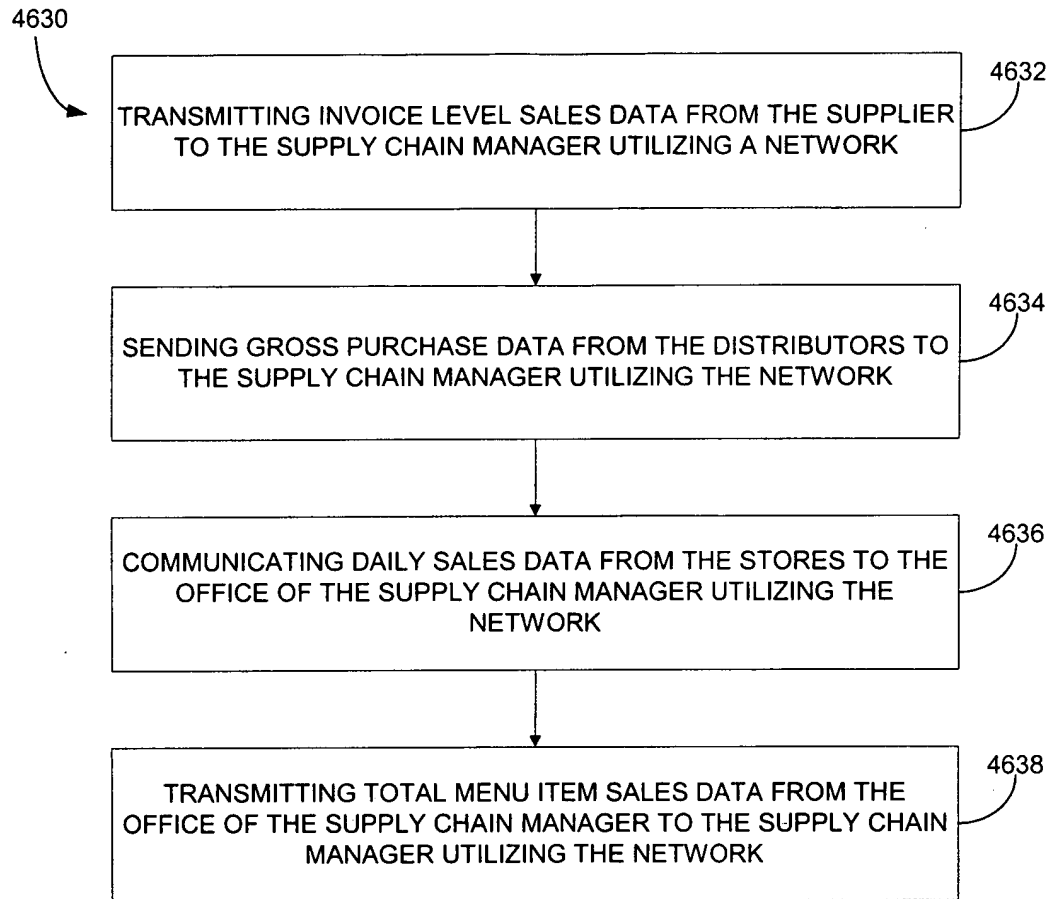 4630
4632
TRANSMITTING INVOICE LEVEL SALES DATA FROM THE SUPPLIER
TO THE SUPPLY CHAIN MANAGER UTILIZING A NETWORK
4634
SENDING GROSS PURCHASE DATA FROM THE DISTRIBUTORS TO
THE SUPPLY CHAIN MANAGER UTILIZING THE NETWORK
4636
COMMUNICATING DAILY SALES DATA FROM THE STORES TO THE
OFFICE OF THE SUPPLY CHAIN MANAGER UTILIZING THE
NETWORK
4638
TRANSMITTING TOTAL MENU ITEM SALES DATA FROM THE
OFFICE OF THE SUPPLY CHAIN MANAGER TO THE SUPPLY CHAIN
MANAGER UTILIZING THE NETWORK